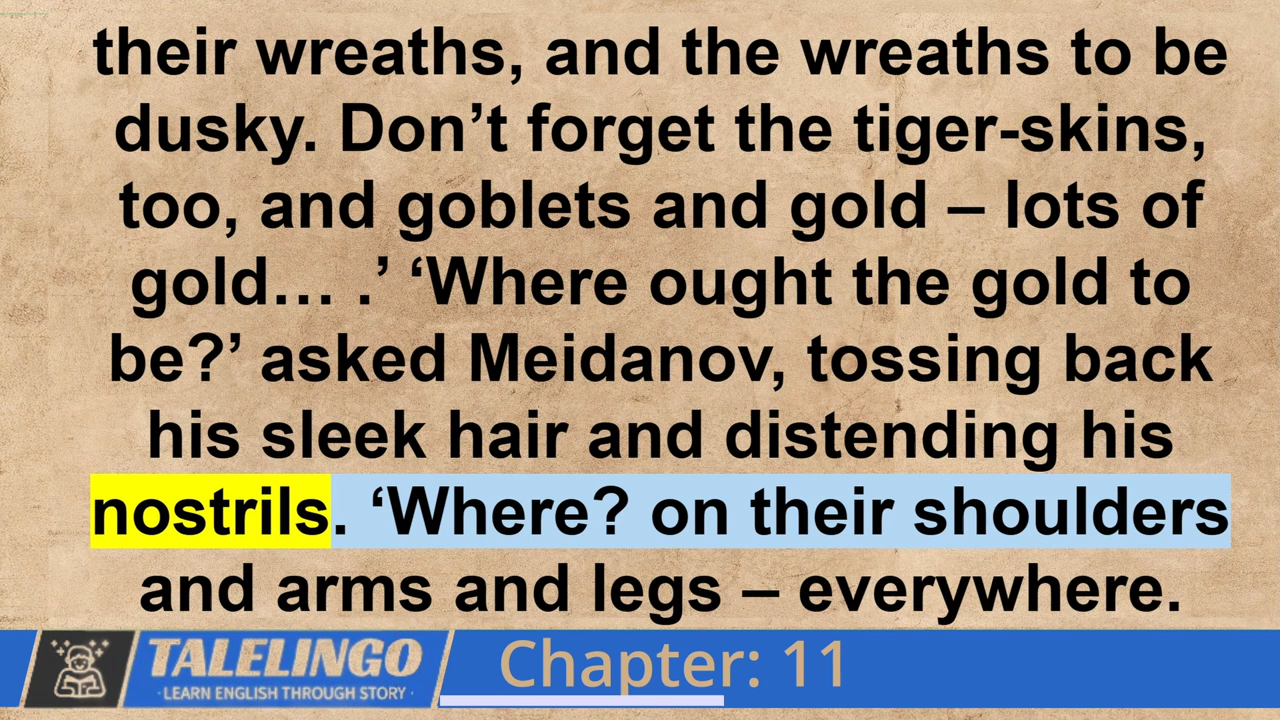 their wreaths, and the wreaths to be
dusky. Don’t forget the tiger-skins,
too, and goblets and gold – lots of
gold… .’ ‘Where ought the gold to
be?’ asked Meidanov, tossing back
his sleek hair and distending his
nostrils. ‘Where? on their shoulders
and arms and legs – everywhere.
TALELINGO
· LEARN ENGLISH THROUGH STORY ·
Chapter: 11